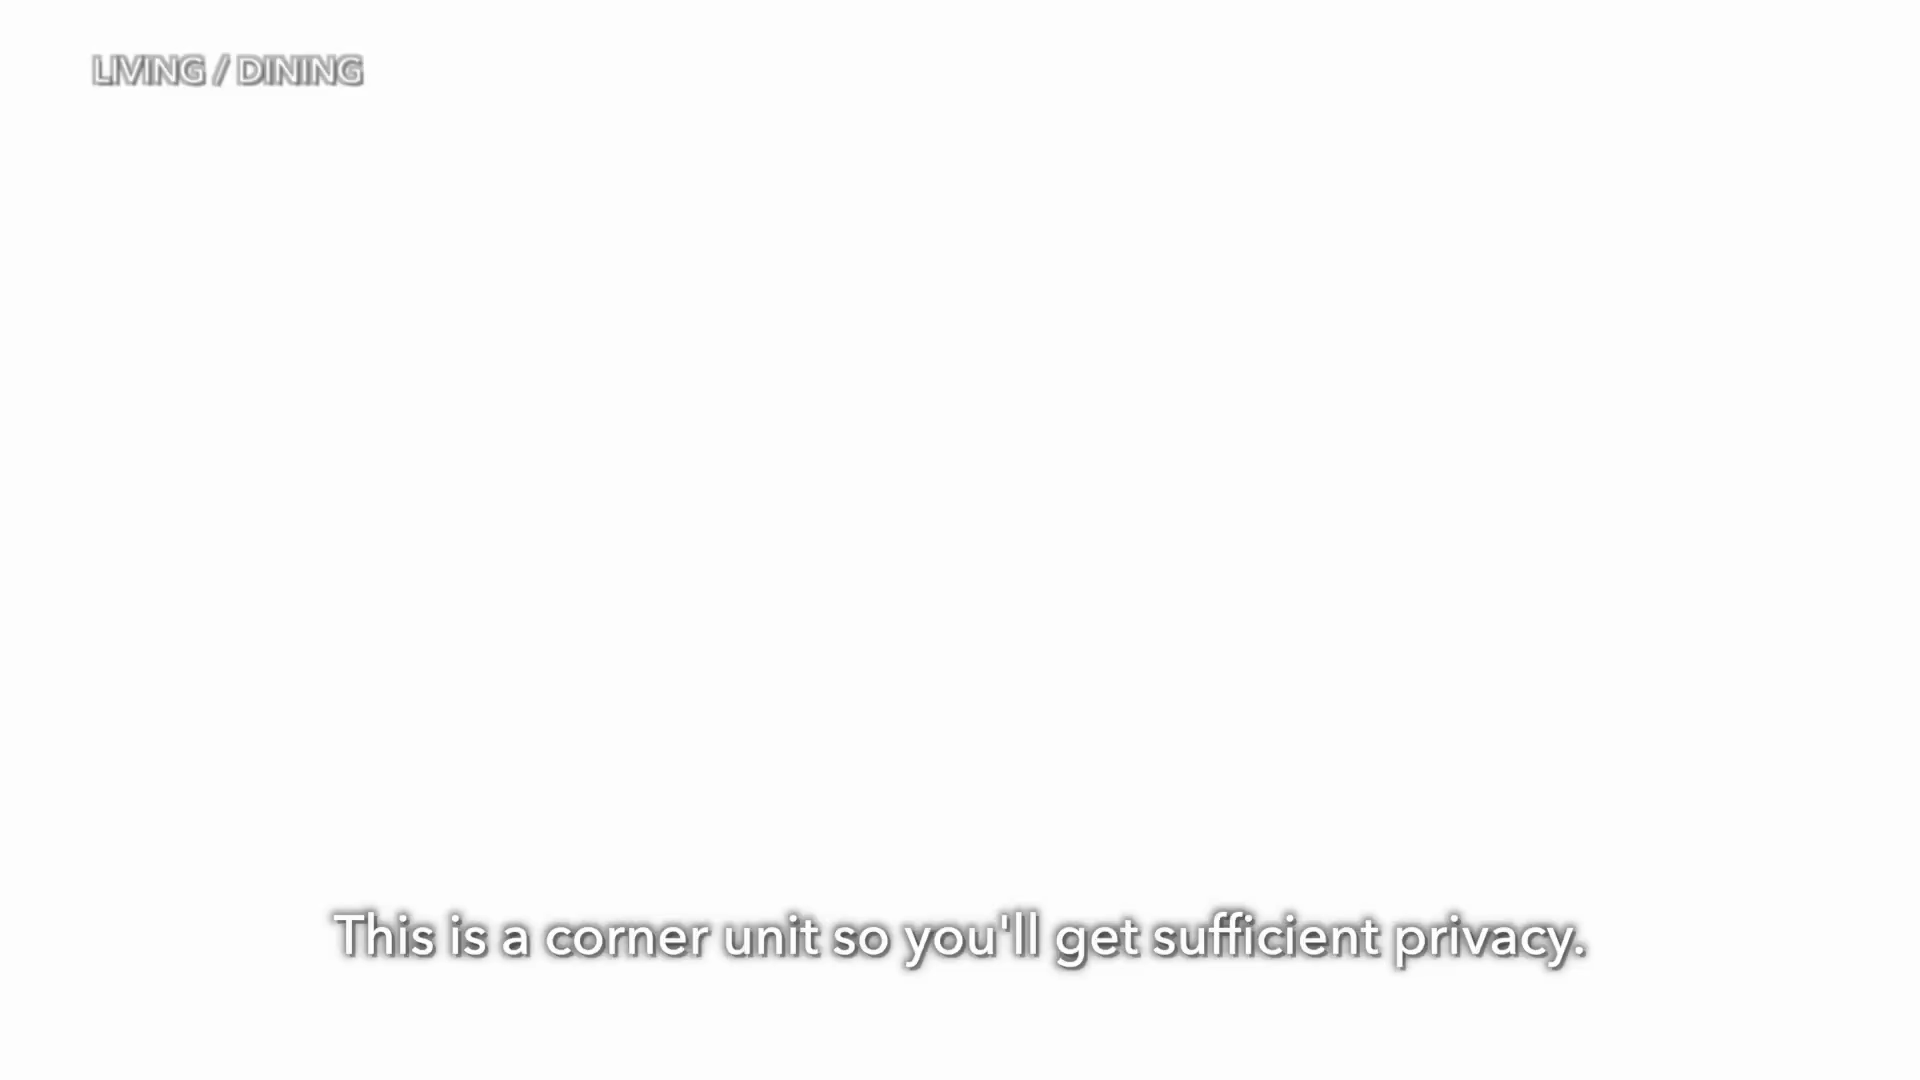 LIVING / DINING
This is a corner unit so you'll get sufficient privacy.